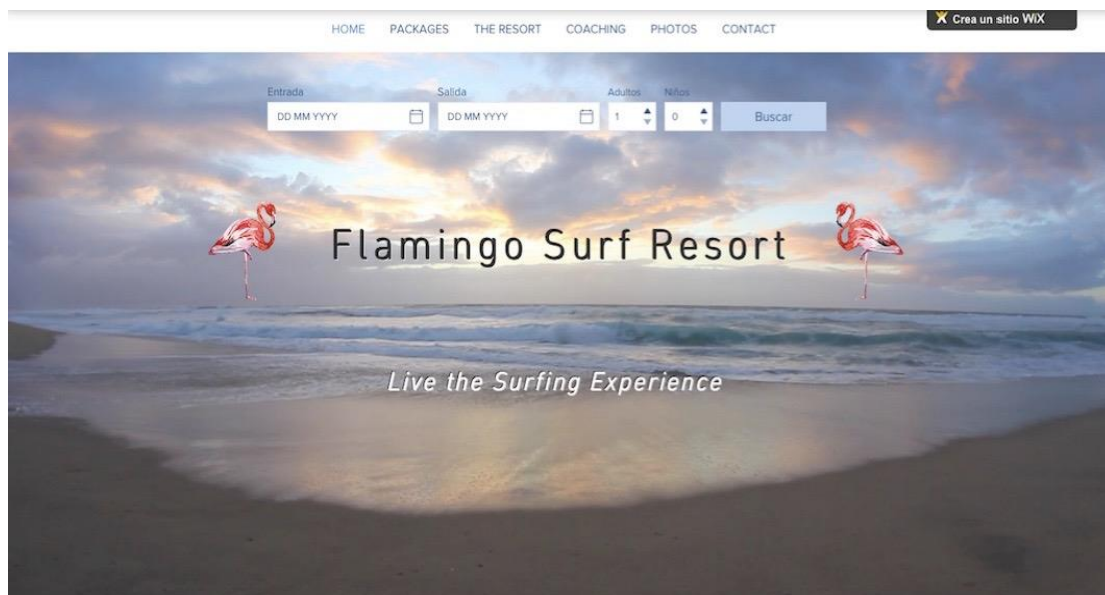 HOME PACKAGES THE RESORT COACHING PHOTOS CONTACT
Crea un sitio WiX
Entrada Salida Adultos Niños
DD MM YYYY DD MM YYYY 1 0 Buscar
Flamingo Surf Resort
Live the Surfing Experience